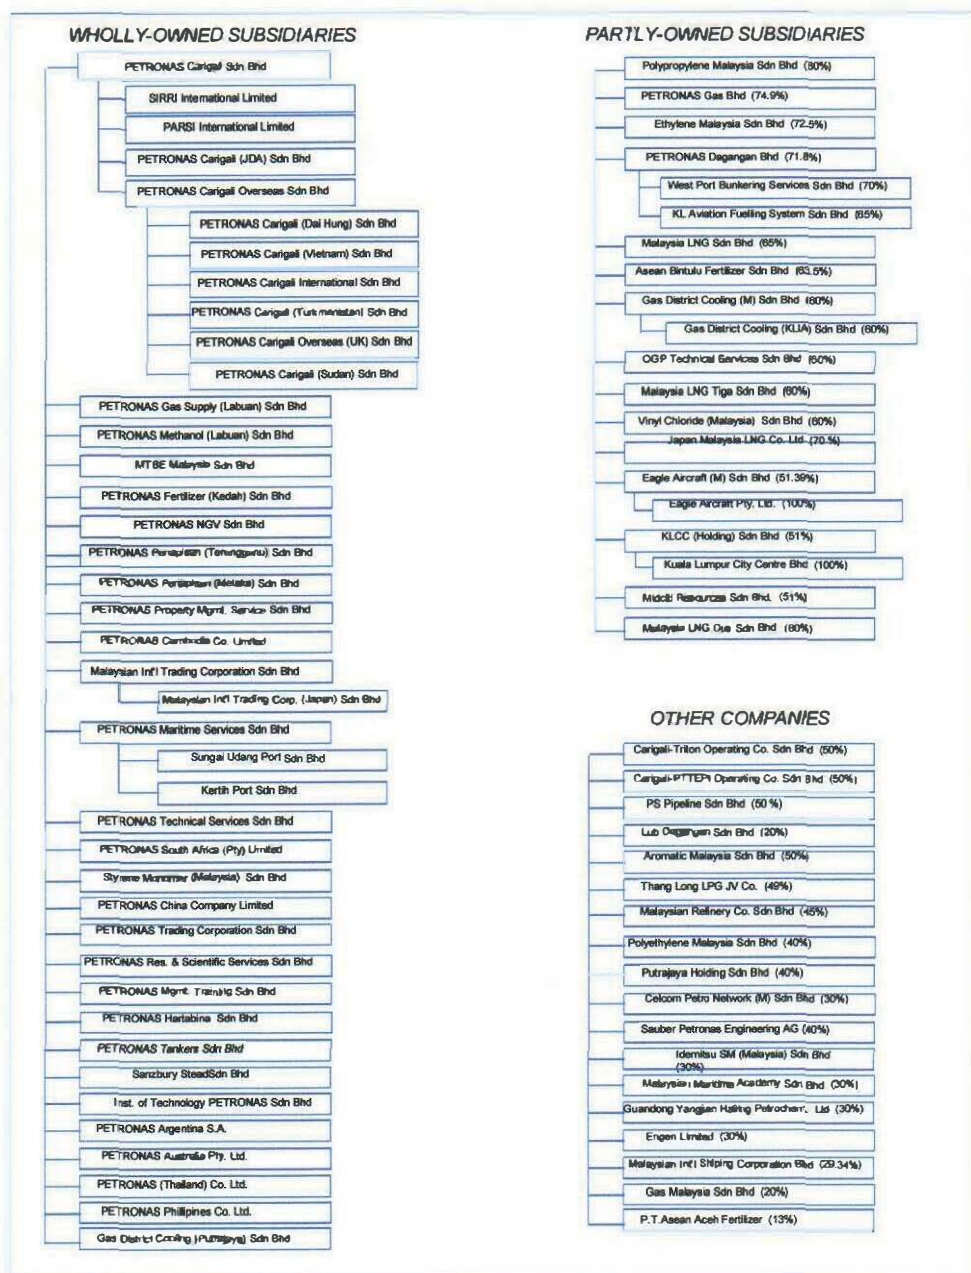 WHOLLY-OWNED SUBSIDIARIES
PETRONAS Carigali Sdn Bhd
SIRRI International Limited
PARSI International Limited
PETRONAS Carigali (JDA) Sdn Bhd
PETRONAS Carigali Overseas Sdn Bhd
PETRONAS Carigali (Dai Hung) Sdn Bhd
PETRONAS Carigali (Vietnam) Sdn Bhd
PETRONAS Carigali International Sdn Bhd
PETRONAS Carigali (Turkmenistan) Sdn Bhd
PETRONAS Carigali Overseas (UK) Sdn Bhd
PETRONAS Carigali (Sudan) Sdn Bhd
PETRONAS Gas Supply (Labuan) Sdn Bhd
PETRONAS Methanol (Labuan) Sdn Bhd
MTBE Malaysia Sdn Bhd
PETRONAS Fertilizer (Kedah) Sdn Bhd
PETRONAS NGV Sdn Bhd
PETRONAS Penapisan (Terengganu) Sdn Bhd
PETRONAS Penapisan (Melaka) Sdn Bhd
PETRONAS Property Mgmt. Service Sdn Bhd
PETRONAS Cambodia Co. Limited
Malaysian Int'l Trading Corporation Sdn Bhd
Malaysian Int'l Trading Corp. (Japan) Sdn Bhd
PETRONAS Maritime Services Sdn Bhd
Sungai Udang Port Sdn Bhd
Kertih Port Sdn Bhd
PETRONAS Technical Services Sdn Bhd
PETRONAS South Africa (Pty) Limited
Styrene Monomer (Malaysia) Sdn Bhd
PETRONAS China Company Limited
PETRONAS Trading Corporation Sdn Bhd
PETRONAS Res. & Scientific Services Sdn Bhd
PETRONAS Mgmt. Training Sdn Bhd
PETRONAS Hartabina Sdn Bhd
PETRONAS Tankers Sdn Bhd
Sanzbury SteadSdn Bhd
Inst. of Technology PETRONAS Sdn Bhd
PETRONAS Argentina S.A.
PETRONAS Australia Pty. Ltd.
PETRONAS (Thailand) Co. Ltd.
PETRONAS Phillipines Co. Ltd.
Gas District Cooling (Putrajaya) Sdn Bhd
PARTLY-OWNED SUBSIDIARIES
Polypropylene Malaysia Sdn Bhd (80%)
PETRONAS Gas Bhd (74.9%)
Ethylene Malaysia Sdn Bhd (72.5%)
PETRONAS Dagangan Bhd (71.8%)
West Port Bunkering Services Sdn Bhd (70%)
KL Aviation Fuelling System Sdn Bhd (65%)
Malaysia LNG Sdn Bhd (65%)
Asean Bintulu Fertilizer Sdn Bhd (63.5%)
Gas District Cooling (M) Sdn Bhd (60%)
Gas District Cooling (KLIA) Sdn Bhd (60%)
OGP Technical Services Sdn Bhd (60%)
Malaysia LNG Tiga Sdn Bhd (60%)
Vinyl Chloride (Malaysia) Sdn Bhd (60%)
Japan Malaysia LNG Co. Ltd (70 %)
Eagle Aircraft (M) Sdn Bhd (51.39%)
Eagle Aircraft Pty. Ltd. (100%)
KLCC (Holding) Sdn Bhd (51%)
Kuala Lumpur City Centre Bhd (100%)
Midciti Resources Sdn Bhd. (51%)
Malaysia LNG Dua Sdn Bhd (60%)
OTHER COMPANIES
Carigali-Triton Operating Co. Sdn Bhd (50%)
Carigali-PTTEPI Operating Co. Sdn Bhd (50%)
PS Pipeline Sdn Bhd (50 %)
Lub Dagangan Sdn Bhd (20%)
Aromatic Malaysia Sdn Bhd (50%)
Thang Long LPG JV Co. (49%)
Malaysian Refinery Co. Sdn Bhd (45%)
Polyethylene Malaysia Sdn Bhd (40%)
Putrajaya Holding Sdn Bhd (40%)
Celcom Petro Network (M) Sdn Bhd (30%)
Sauber Petronas Engineering AG (40%)
Idemitsu SM (Malaysia) Sdn Bhd
(30%)
Malaysian Maritime Academy Sdn Bhd (30%)
Guandong Yangjian Hailing Petrochem. Ltd (30%)
Engen Limited (30%)
Malaysian Int'l Shiping Corporation Bhd (29.34%)
Gas Malaysia Sdn Bhd (20%)
P.T.Asean Aceh Fertilizer (13%)